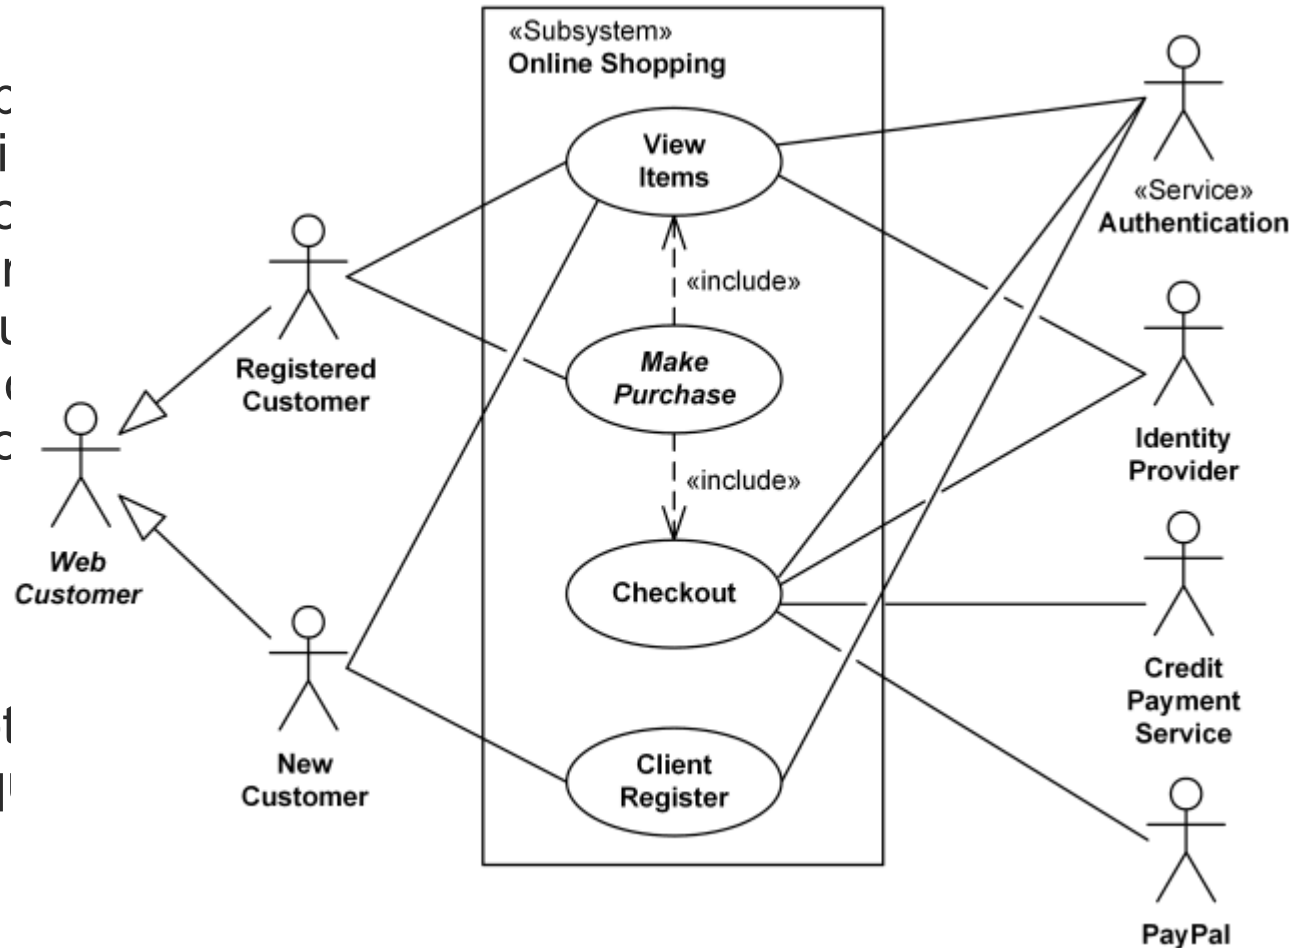 «Subsystem»
Online Shopping
View
Items
«include»
Make
Purchase
«include»
Checkout
Client
Register
Registered
Customer
Web
Customer
New
Customer
«Service»
Authentication
Identity
Provider
Credit
Payment
Service
PayPal